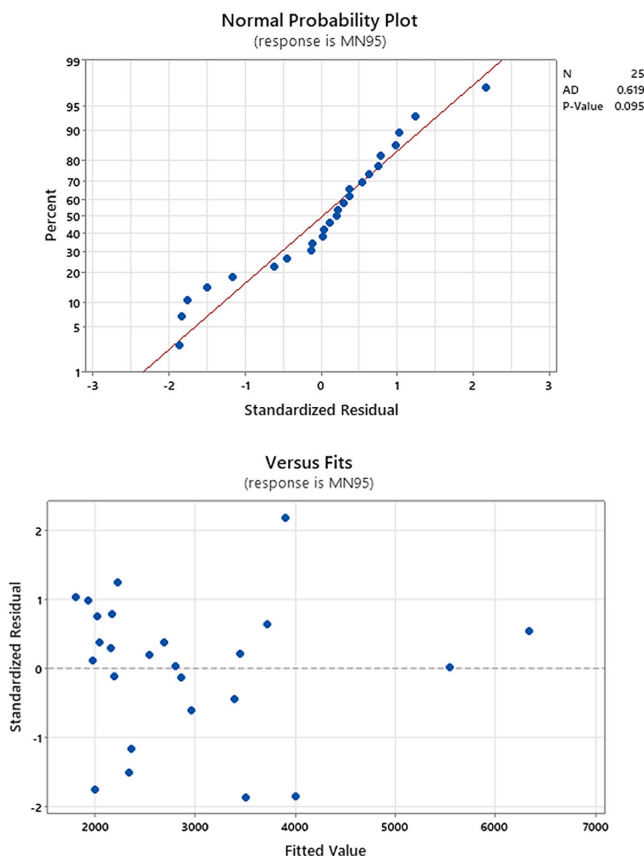 Normal Probability Plot
(response is MN95)
99
95
90
80
70
60
50
40
30
20
10
5
1
Percent
-3 -2 -1 0 1 2 3
Standardized Residual
N 25
AD 0.619
P-Value 0.095
Versus Fits
(response is MN95)
2
1
0
-1
-2
Standardized Residual
2000 3000 4000 5000 6000 7000
Fitted Value